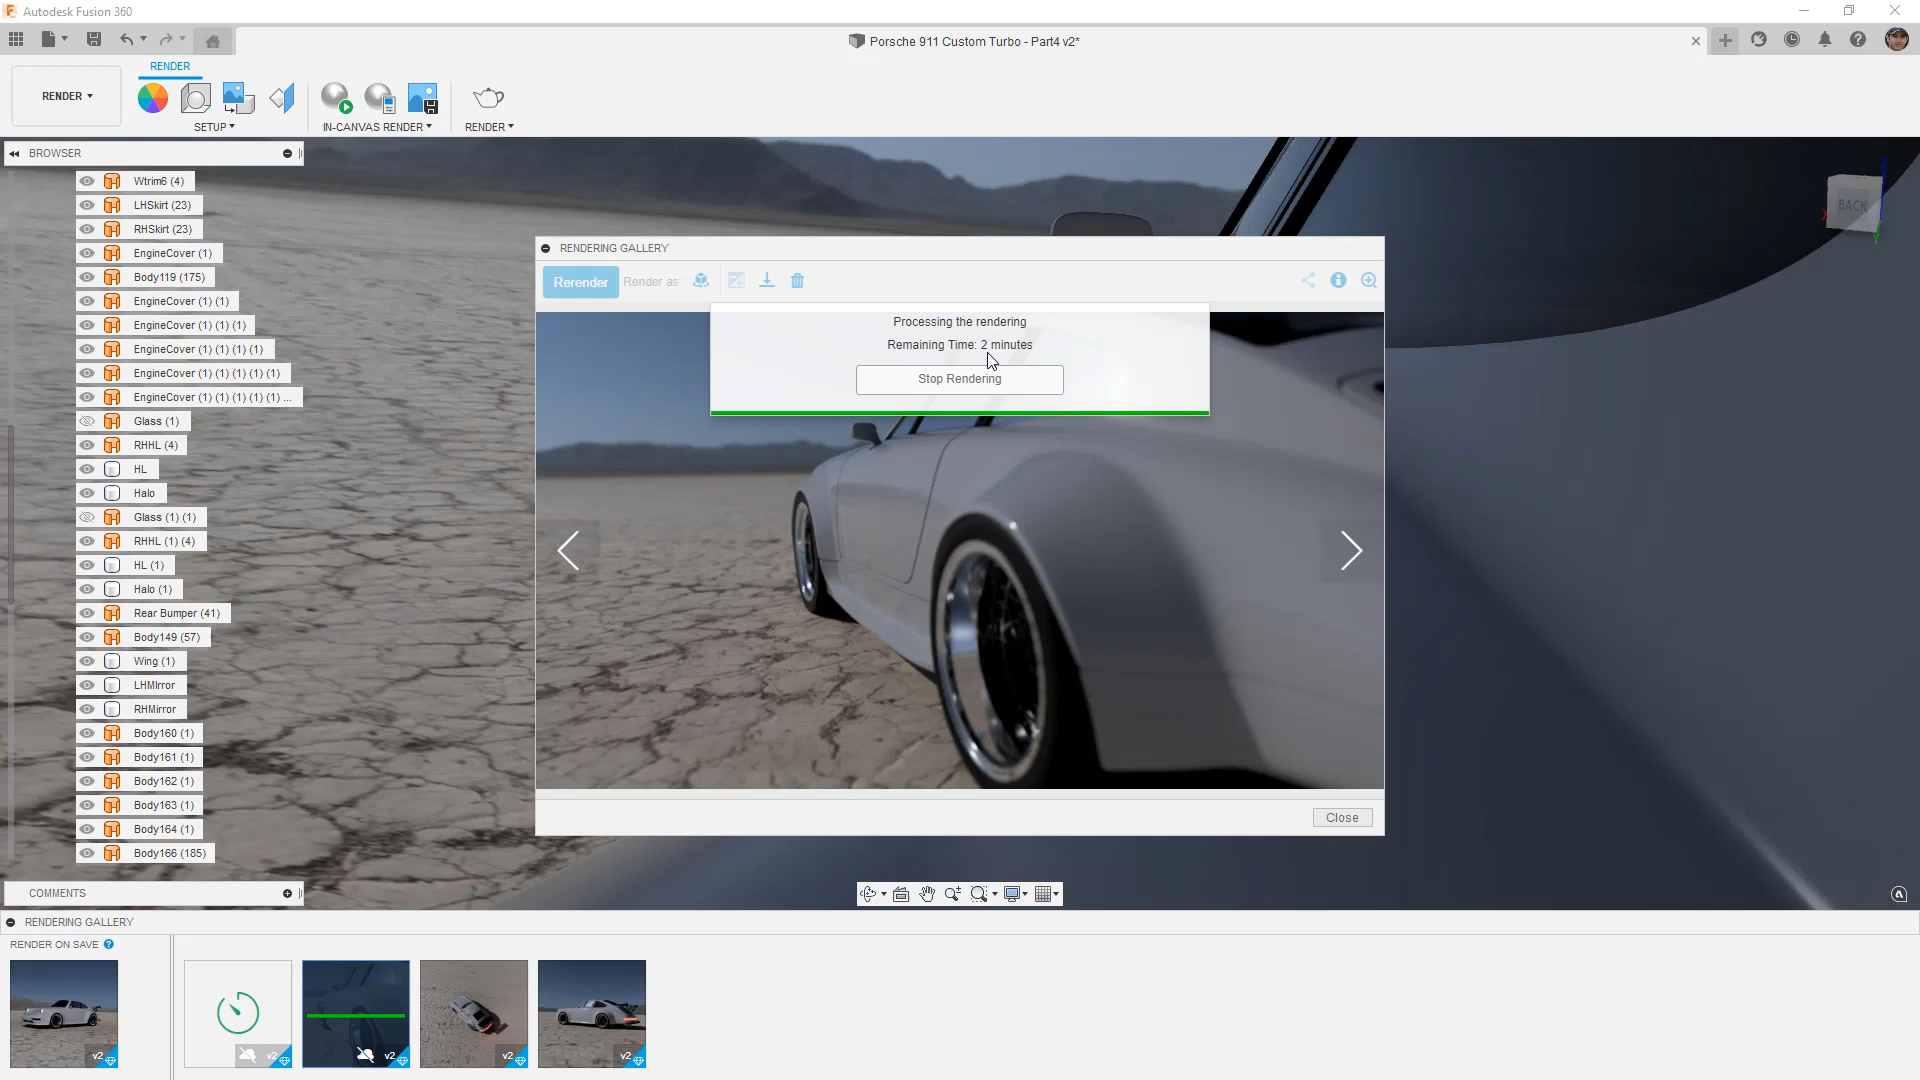 Autodesk Fusion 360
Porsche 911 Custom Turbo - Part4 v2*
RENDER
RENDER
SETUP
IN-CANVAS RENDER
RENDER
BROWSER
Wtrim6 (4)
LHSkirt (23)
RHSkirt (23)
EngineCover (1)
Body119 (175)
EngineCover (1) (1)
EngineCover (1) (1) (1)
EngineCover (1) (1) (1) (1)
EngineCover (1) (1) (1) (1) (1)
EngineCover (1) (1) (1) (1) (1) ...
Glass (1)
RHHL (4)
HL
Halo
Glass (1) (1)
RHHL (1) (4)
HL (1)
Halo (1)
Rear Bumper (41)
Body149 (57)
Wing (1)
LHMIrror
RHMirror
Body160 (1)
Body161 (1)
Body162 (1)
Body163 (1)
Body164 (1)
Body166 (185)
COMMENTS
BACK
Z
X
Y
RENDERING GALLERY
Rerender
Render as:
Processing the rendering
Remaining Time: 2 minutes
Stop Rendering
Close
RENDERING GALLERY
RENDER ON SAVE
v2
v2
v2
v2
v2